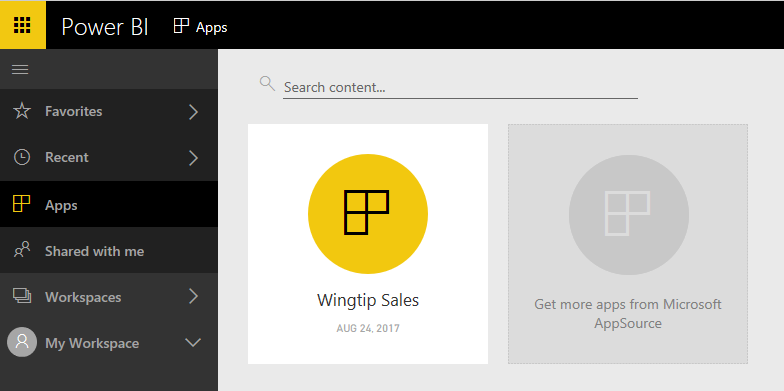 Power BI
Apps
Search content...
Favorites
Recent
Apps
Shared with me
Workspaces
My Workspace
Wingtip Sales
AUG 24, 2017
Get more apps from Microsoft
AppSource